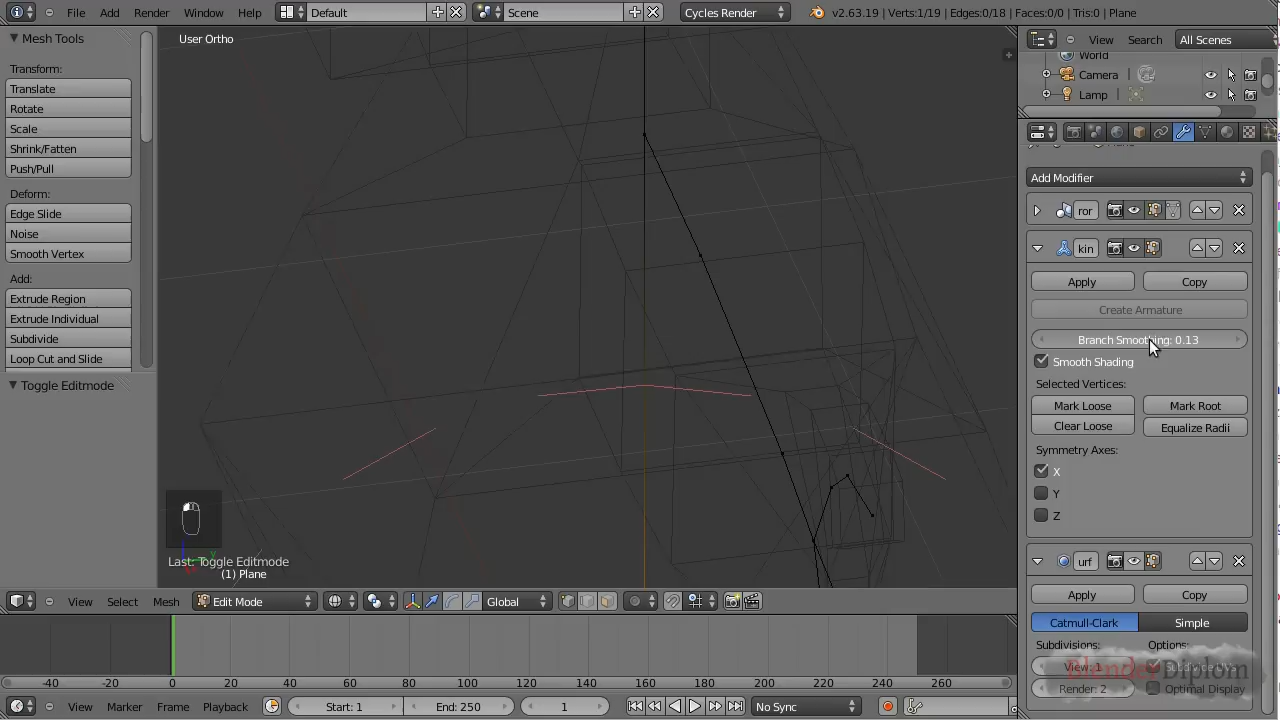 File Add Render Window Help Default Scene Cycles Render v2.63.19 | Verts:1/19 | Edges:0/18 | Faces:0/0 | Tris:0 | Plane
Mesh Tools
Transform:
Translate
Rotate
Scale
Shrink/Fatten
Push/Pull
Deform:
Edge Slide
Noise
Smooth Vertex
Add:
Extrude Region
Extrude Individual
Subdivide
Loop Cut and Slide
Toggle Editmode
User Ortho
Last: Toggle Editmode
(1) Plane
View Select Mesh Edit Mode Global
-40 -20 0 20 40 60 80 100 120 140 160 180 200 220 240 260
View Marker Frame Playback Start: 1 End: 250 1 No Sync
View Search All Scenes
World
Camera
Lamp
Add Modifier
ror
kin
Apply Copy
Create Armature
Branch Smoothing: 0.13
Smooth Shading
Selected Vertices:
Mark Loose Mark Root
Clear Loose Equalize Radii
Symmetry Axes:
X
Y
Z
urf
Apply Copy
Catmull-Clark Simple
Subdivisions: Options:
View: 1 Subdivide UVs
Render: 2 Optimal Display
BlenderDiplom